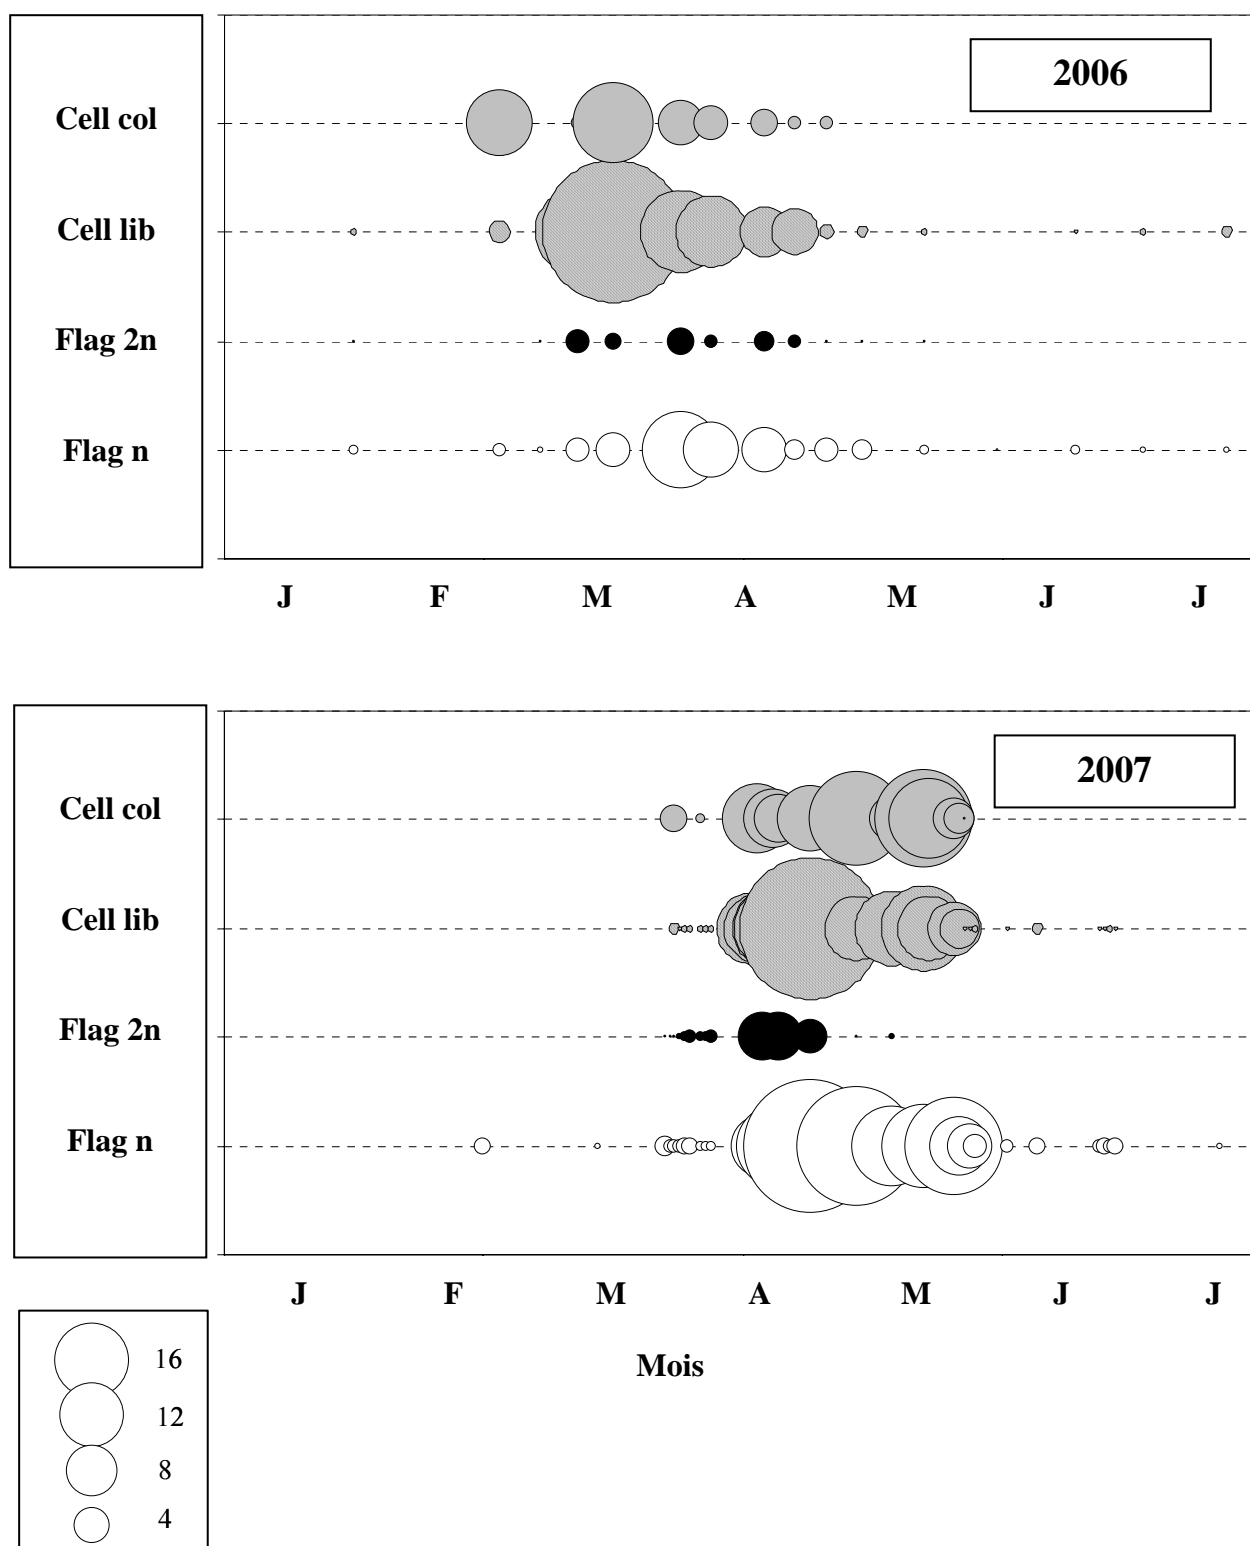 2006
Cell col
Cell lib
Flag 2n
Flag n
J F M A M J J
2007
Cell col
Cell lib
Flag 2n
Flag n
J F M A M J J
Mois
16
12
8
4